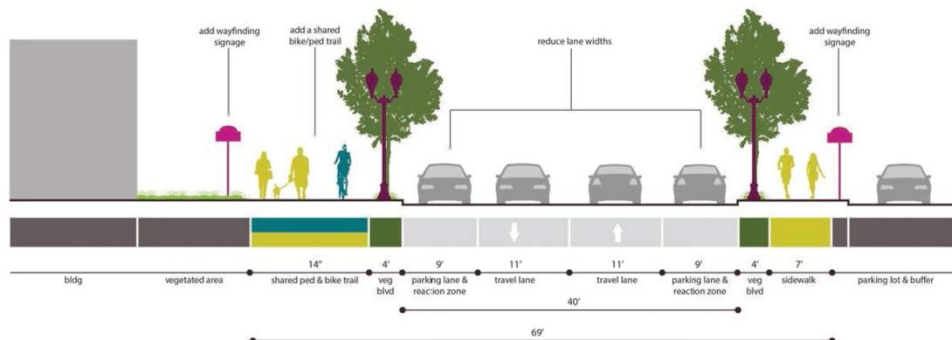 add wayfinding
signage
add a shared
bike/ped trail
reduce lane widths
add wayfinding
signage
14" 4' 9' 11' 11' 9' 4' 7'
bldg
vegetated area
shared ped & bike trail
veg
blvd
parking lane &
reaction zone
travel lane
travel lane
parking lane &
reaction zone
veg
blvd
sidewalk
parking lot & buffer
40'
69'